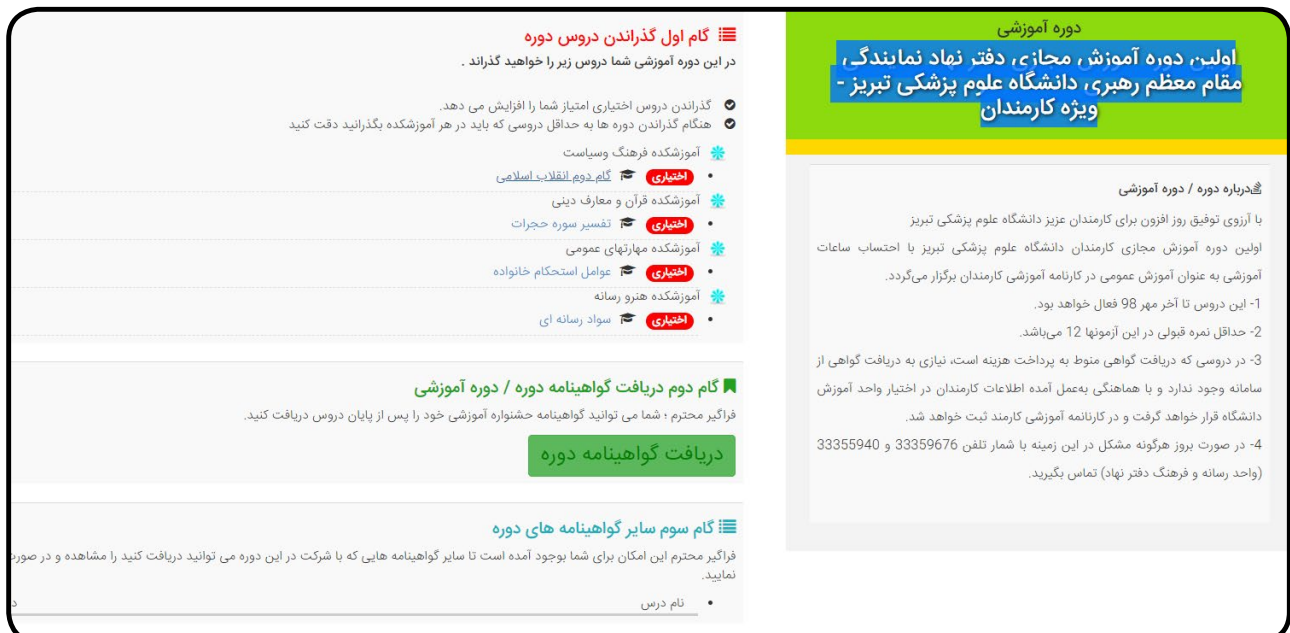 دوره آموزشی
اولین دوره آموزش مجازی دفتر نهاد نمایندگی
مقام معظم رهبری دانشگاه علوم پزشکی تبریز -
ویژه کارمندان
درباره دوره / دوره آموزشی
با آرزوی توفیق روز افزون برای کارمندان عزیز دانشگاه علوم پزشکی تبریز
اولین دوره آموزش مجازی کارمندان دانشگاه علوم پزشکی تبریز با احتساب ساعات
آموزشی به عنوان آموزش عمومی در کارنامه آموزشی کارمندان برگزار می‌گردد.
1- این دروس تا آخر مهر 98 فعال خواهد بود.
2- حداقل نمره قبولی در این آزمونها 12 می‌باشد.
3- در دروسی که دریافت گواهی منوط به پرداخت هزینه است، نیازی به دریافت گواهی از
سامانه وجود ندارد و با هماهنگی به‌عمل آمده اطلاعات کارمندان در اختیار واحد آموزش
دانشگاه قرار خواهد گرفت و در کارنانمه آموزشی کارمند ثبت خواهد شد.
4- در صورت بروز هرگونه مشکل در این زمینه با شمار تلفن 33359676 و 33355940
(واحد رسانه و فرهنگ دفتر نهاد) تماس بگیرید.
گام اول گذراندن دروس دوره
در این دوره آموزشی شما دروس زیر را خواهید گذراند .
گذراندن دروس اختیاری امتیاز شما را افزایش می دهد.
هنگام گذراندن دوره ها به حداقل دروسی که باید در هر آموزشکده بگذرانید دقت کنید
آموزشکده فرهنگ وسیاست
اختیاری گام دوم انقلاب اسلامی
آموزشکده قرآن و معارف دینی
اختیاری تفسیر سوره حجرات
آموزشکده مهارتهای عمومی
اختیاری عوامل استحکام خانواده
آموزشکده هنرو رسانه
اختیاری سواد رسانه ای
گام دوم دریافت گواهینامه دوره / دوره آموزشی
فراگیر محترم ؛ شما می توانید گواهینامه حشنواره آموزشی خود را پس از پایان دروس دریافت کنید.
دریافت گواهینامه دوره
گام سوم سایر گواهینامه های دوره
فراگیر محترم این امکان برای شما بوجود آمده است تا سایر گواهینامه هایی که با شرکت در این دوره می توانید دریافت کنید را مشاهده و در
نمایید.
نام درس